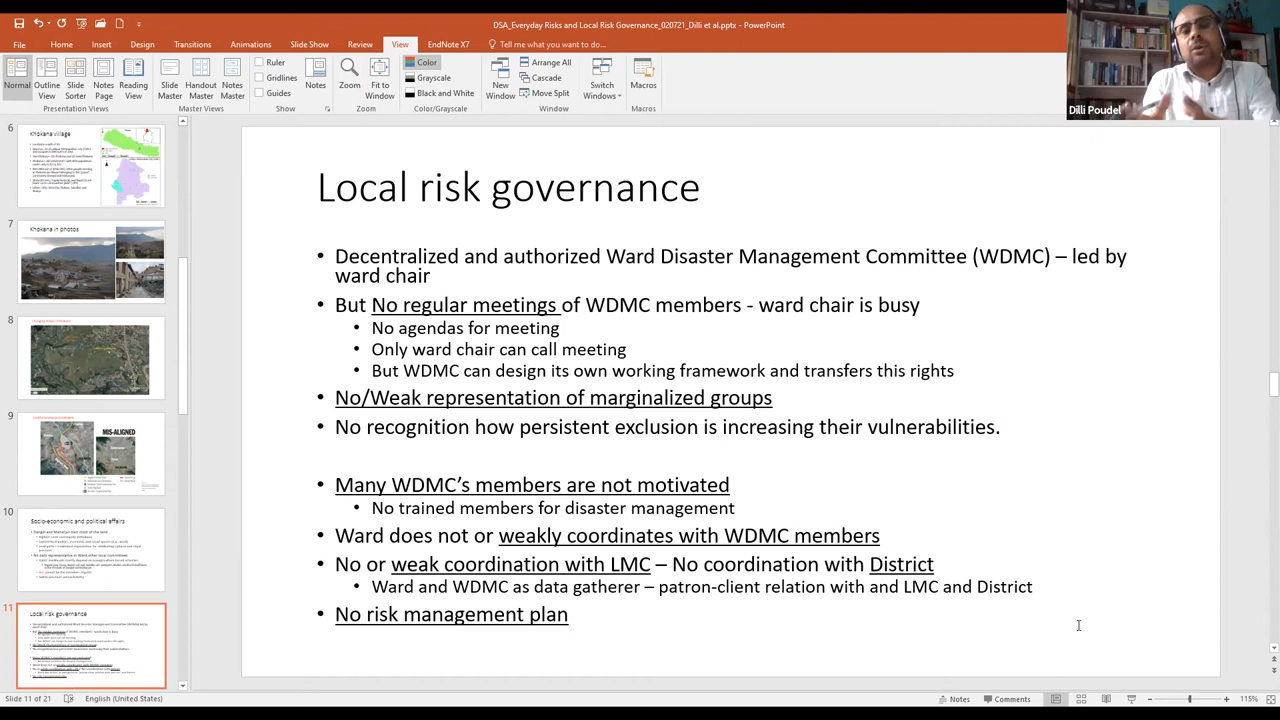 DSA_Everyday Risks and Local Risk Governance_020721_Dilli et al.pptx - PowerPoint
File Home Insert Design Transitions Animations Slide Show Review View EndNote X7 Tell me what you want to do...
Normal
Outline View
Slide Sorter
Notes Page
Reading View
Presentation Views
Slide Master
Handout Master
Notes Master
Master Views
Ruler
Gridlines
Guides
Show
Notes
Zoom
Fit to Window
Zoom
Color
Grayscale
Black and White
Color/Grayscale
New Window
Arrange All
Cascade
Move Split
Window
Switch Windows
Macros
Macros
Dilli Poudel
6
Khokana village
7
Khokana in photos
8
9
MIS-ALIGNED
10
Socio-economic and political affairs
11
Local risk governance
Local risk governance
• Decentralized and authorized Ward Disaster Management Committee (WDMC) – led by
ward chair
• But No regular meetings of WDMC members - ward chair is busy
• No agendas for meeting
• Only ward chair can call meeting
• But WDMC can design its own working framework and transfers this rights
• No/Weak representation of marginalized groups
• No recognition how persistent exclusion is increasing their vulnerabilities.
• Many WDMC’s members are not motivated
• No trained members for disaster management
• Ward does not or weakly coordinates with WDMC members
• No or weak coordination with LMC – No coordination with District
• Ward and WDMC as data gatherer – patron-client relation with and LMC and District
• No risk management plan
Slide 11 of 21 English (United States) Notes Comments 115%